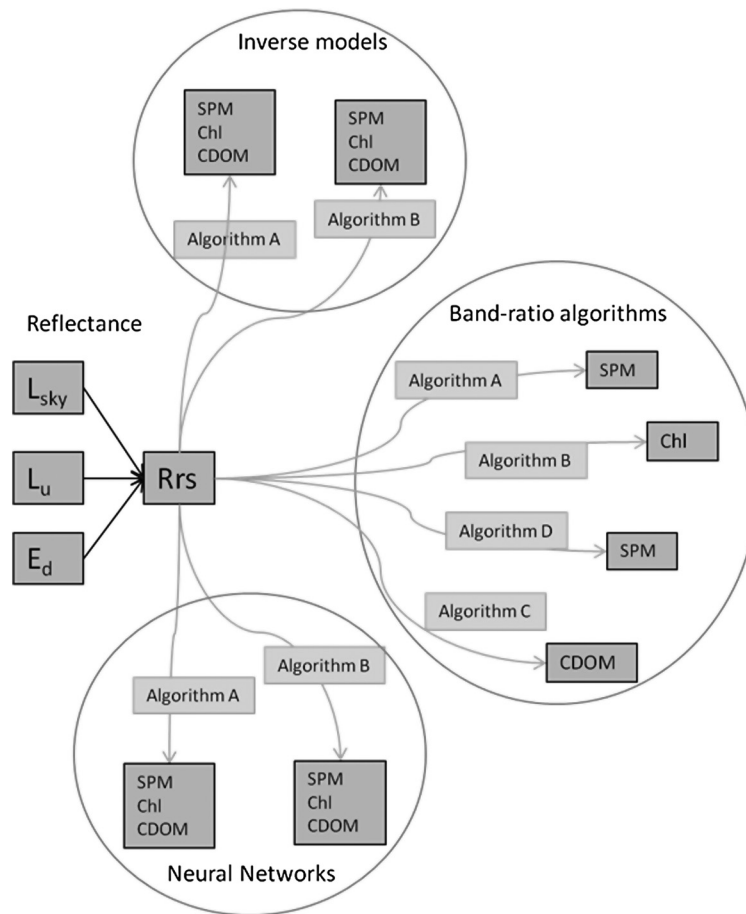 Inverse models
SPM
Chl
CDOM
SPM
Chl
CDOM
Algorithm A
Algorithm B
Reflectance
Band-ratio algorithms
L_sky
L_u
E_d
Rrs
Algorithm A
SPM
Algorithm B
Chl
Algorithm D
SPM
Algorithm C
CDOM
Algorithm A
Algorithm B
SPM
Chl
CDOM
SPM
Chl
CDOM
Neural Networks